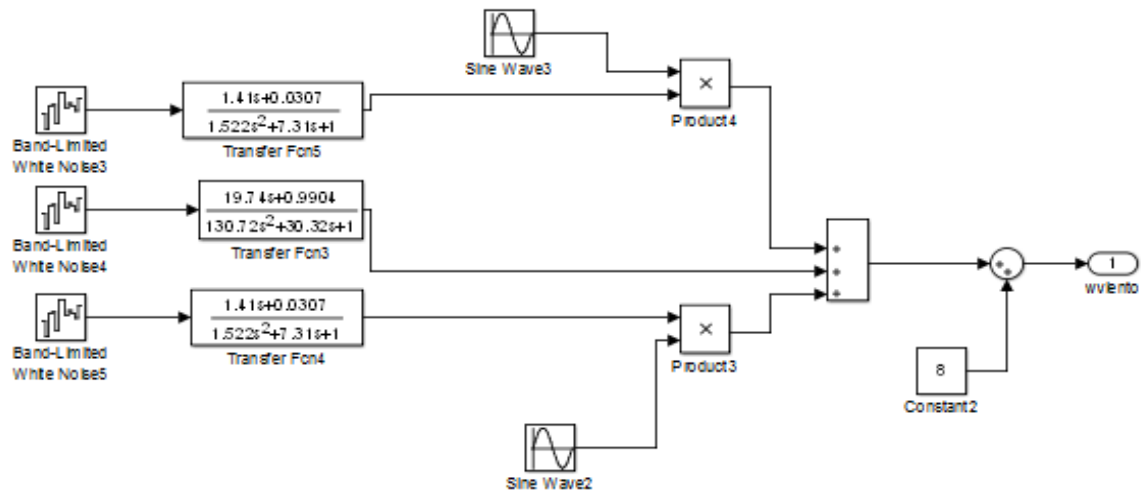 Sine Wave3
×
Product4
Band-Limited
White Noise3
1.41s+0.0307
1.522s²+7.31s+1
Transfer Fcn5
Band-Limited
White Noise4
19.74s+0.9904
130.72s²+30.32s+1
Transfer Fcn3
+
+
+
+
+
1
wviento
Band-Limited
White Noise5
1.41s+0.0307
1.522s²+7.31s+1
Transfer Fcn4
×
Product3
8
Constant2
Sine Wave2